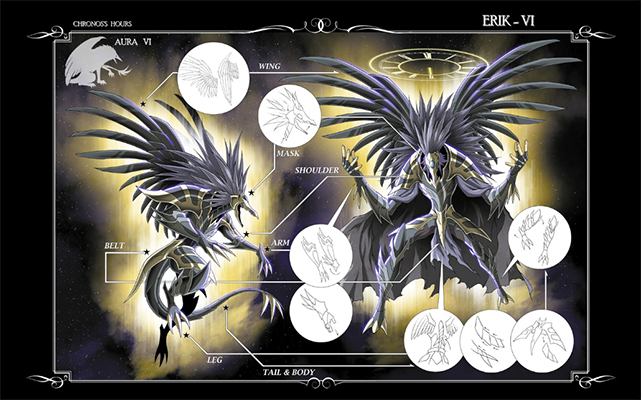 CHRONOS'S HOURS
ERIK - VI
AURA VI
WING
MASK
SHOULDER
ARM
BELT
LEG
TAIL & BODY